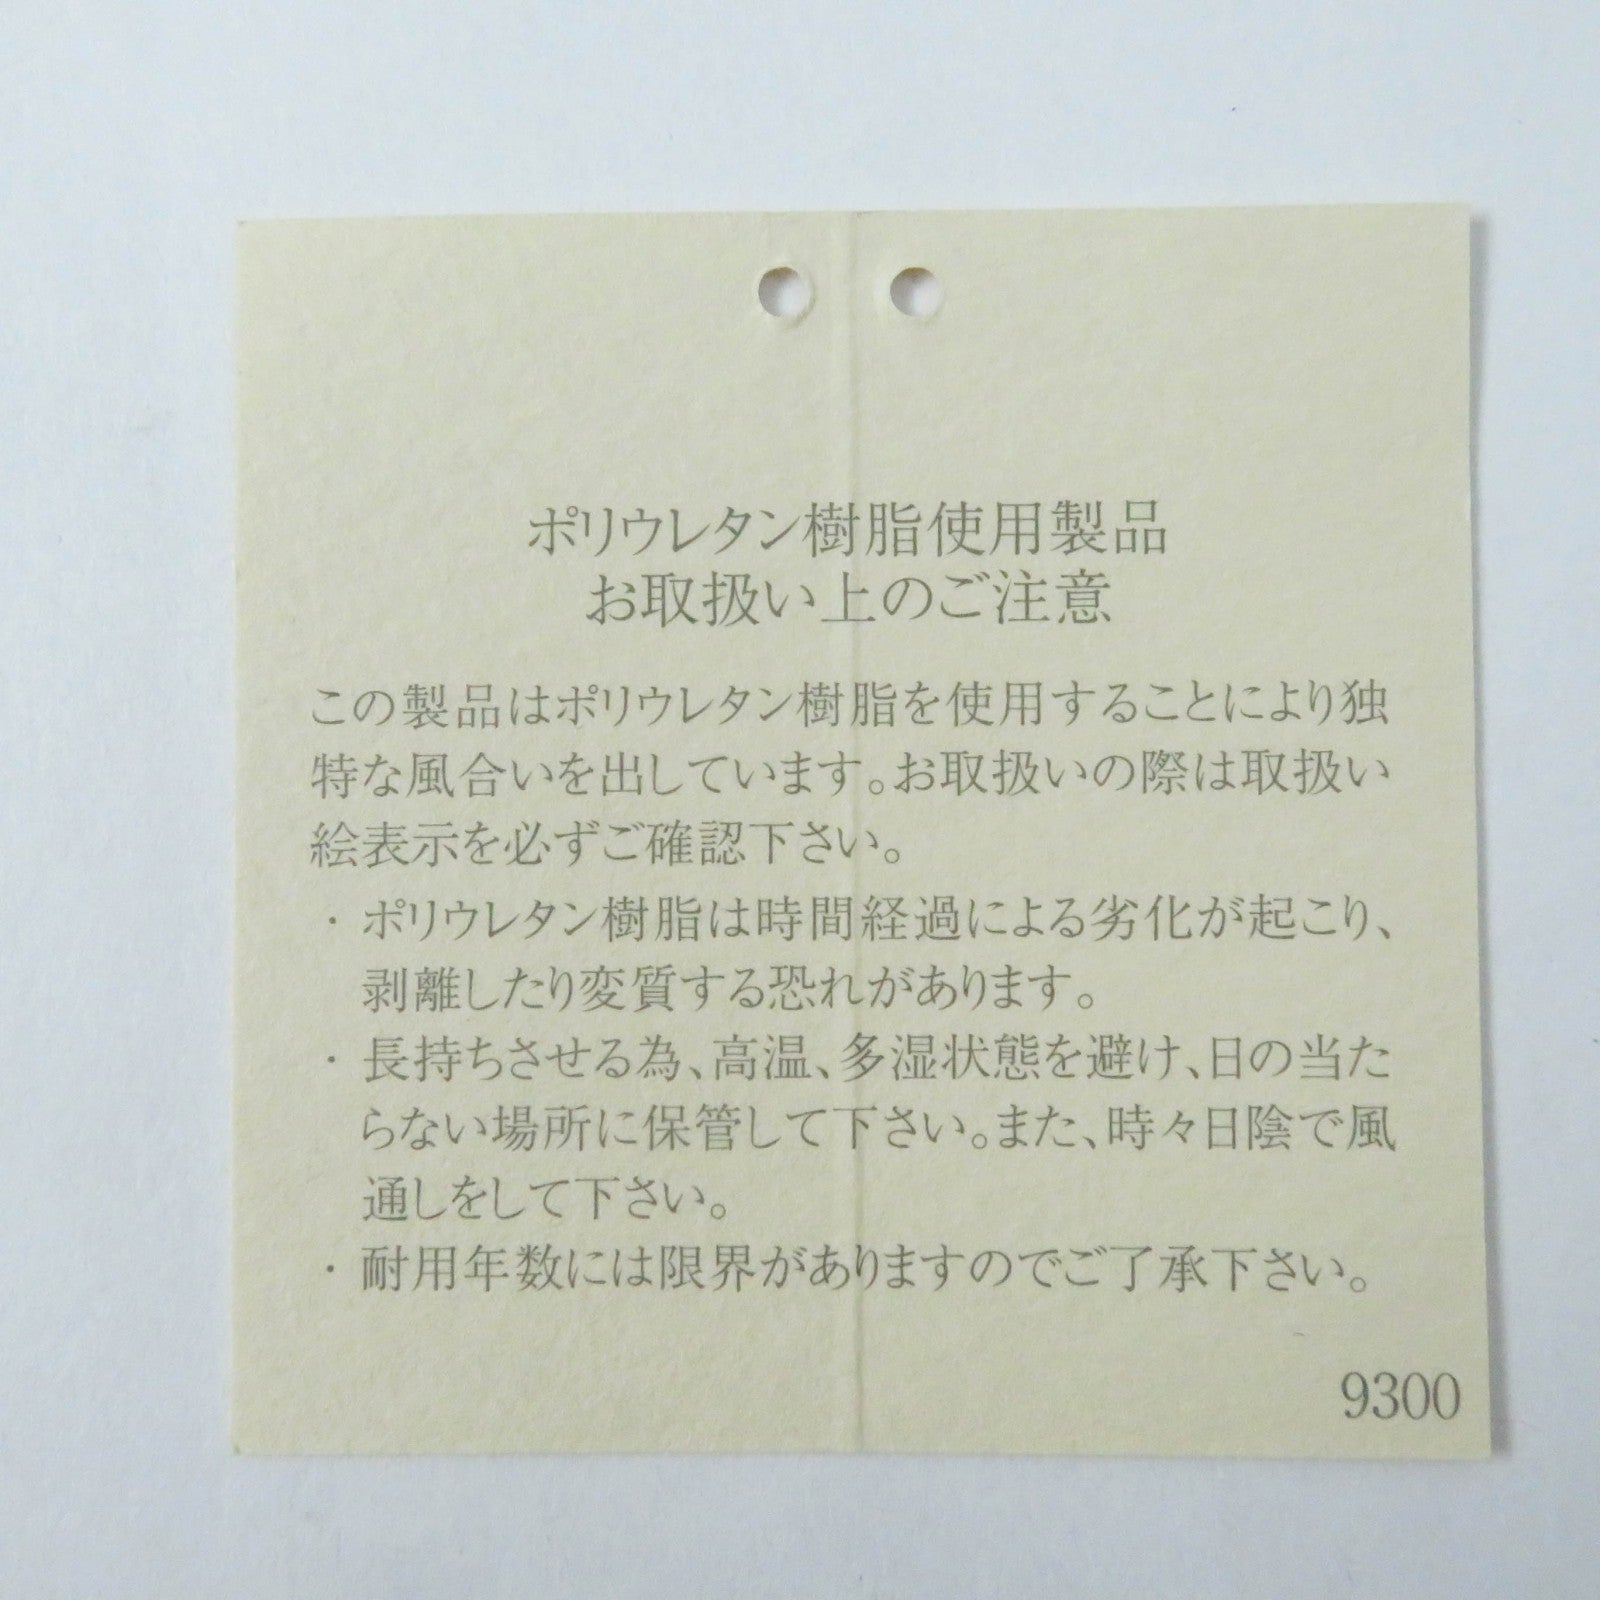 ポリウレタン樹脂使用製品
お取扱い上のご注意
この製品はポリウレタン樹脂を使用することにより独
特な風合いを出しています。お取扱いの際は取扱い
絵表示を必ずご確認下さい。
・ポリウレタン樹脂は時間経過による劣化が起こり、
剥離したり変質する恐れがあります。
・長持ちさせる為、高温、多湿状態を避け、日の当た
らない場所に保管して下さい。また、時々日陰で風
通しをして下さい。
・耐用年数には限界がありますのでご了承下さい。
9300